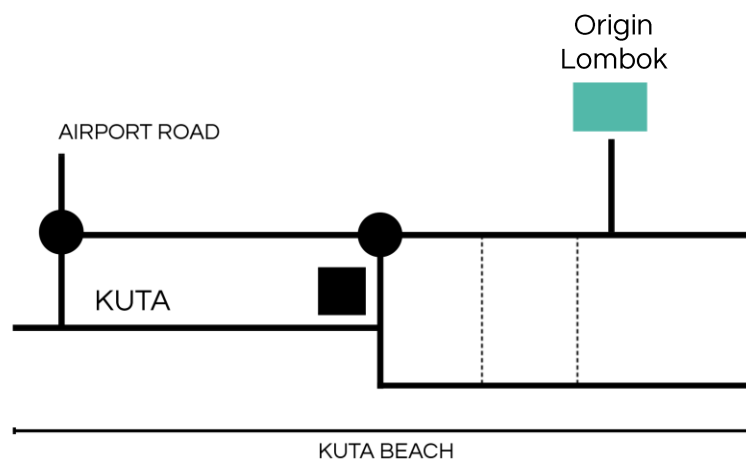 Origin
Lombok
AIRPORT ROAD
KUTA
KUTA BEACH